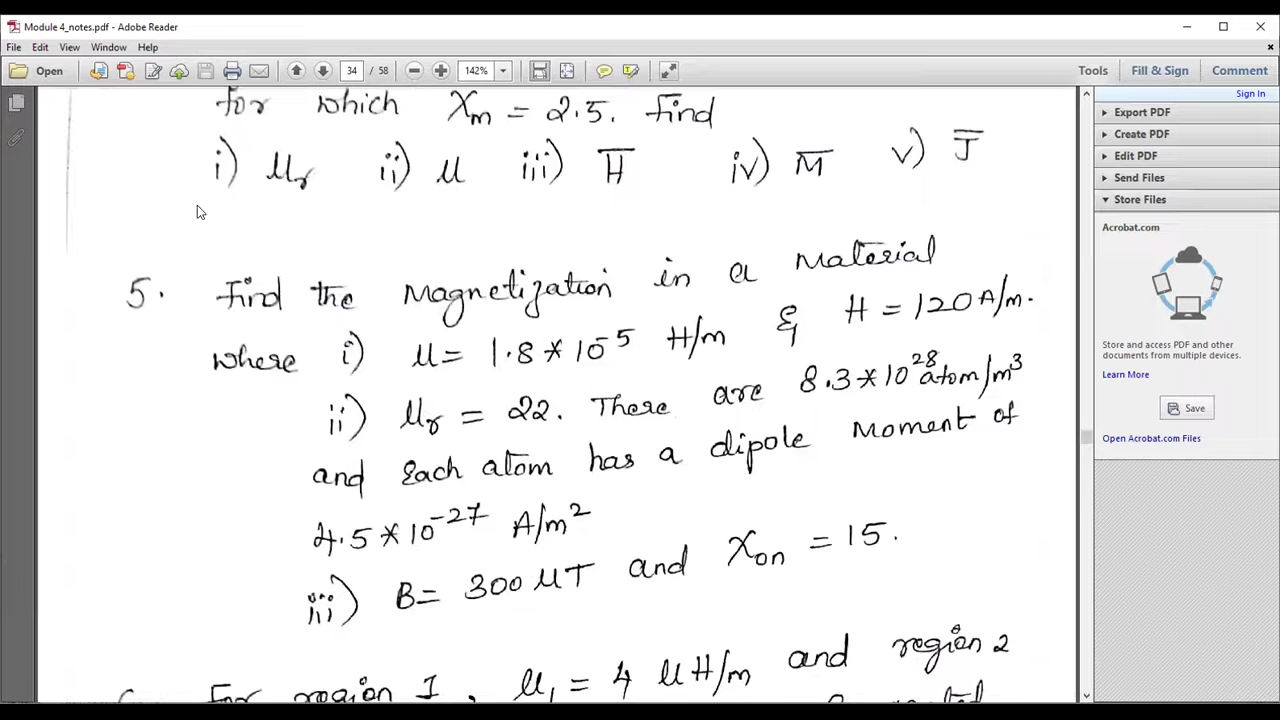 Module 4_notes.pdf - Adobe Reader
File Edit View Window Help
Open 34 / 58 142% Tools Fill & Sign Comment
Sign In
Export PDF
Create PDF
Edit PDF
Send Files
Store Files
Acrobat.com
Store and access PDF and other
documents from multiple devices.
Learn More
Save
Open Acrobat.com Files
for which χm = 2.5. Find
i) μr ii) μ iii) H̅ iv) M̅ v) J̅
5. Find the Magnetization in a Material
where i) μ = 1.8 * 10^-5 H/m & H = 120 A/m.
ii) μr = 22. There are 8.3 * 10^28 atom/m^3
and Each atom has a dipole Moment of
4.5 * 10^-27 A/m^2
iii) B = 300 μT and χm = 15.
For region 1, μ1 = 4 μH/m and region 2